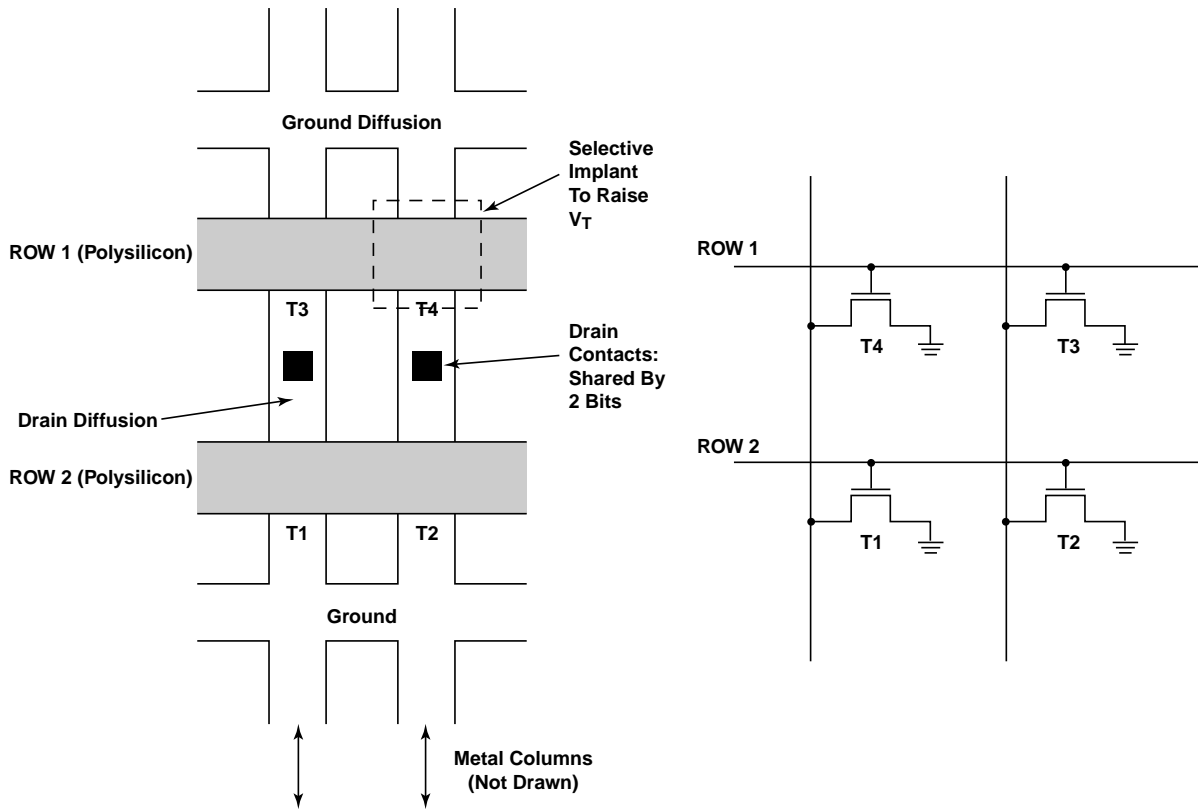 Ground Diffusion
Selective
Implant
To Raise
VT
ROW 1 (Polysilicon)
T3
T4
Drain
Contacts:
Shared By
2 Bits
Drain Diffusion
ROW 2 (Polysilicon)
T1
T2
Ground
Metal Columns
(Not Drawn)
ROW 1
T4
T3
ROW 2
T1
T2